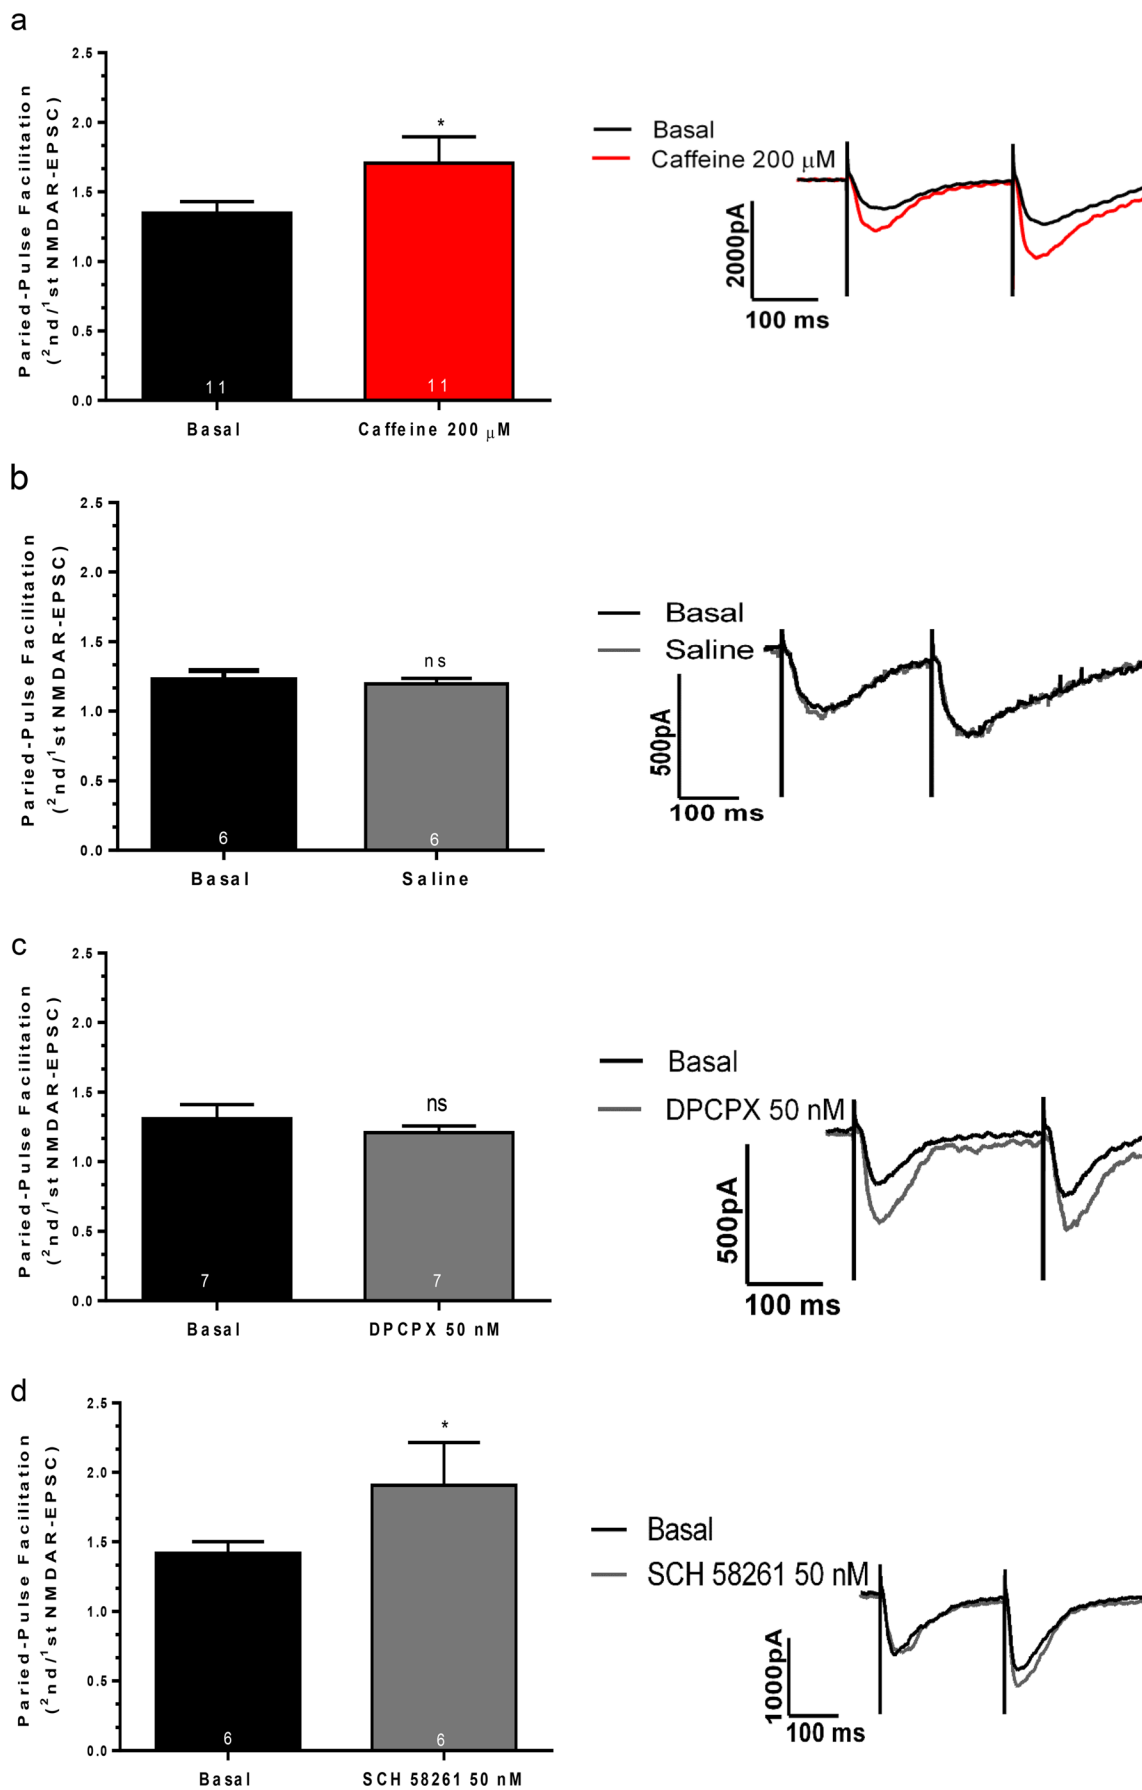 a
Paried-Pulse Facilitation
(2nd/1st NMDAR-EPSC)
2.5
2.0
1.5
1.0
0.5
0.0
*
11
11
Basal
Caffeine 200 μM
Basal
Caffeine 200 μM
2000pA
100 ms
b
Paried-Pulse Facilitation
(2nd/1st NMDAR-EPSC)
2.5
2.0
1.5
1.0
0.5
0.0
ns
6
6
Basal
Saline
Basal
Saline
500pA
100 ms
c
Paried-Pulse Facilitation
(2nd/1st NMDAR-EPSC)
2.5
2.0
1.5
1.0
0.5
0.0
ns
7
7
Basal
DPCPX 50 nM
Basal
DPCPX 50 nM
500pA
100 ms
d
Paried-Pulse Facilitation
(2nd/1st NMDAR-EPSC)
2.5
2.0
1.5
1.0
0.5
0.0
*
6
6
Basal
SCH 58261 50 nM
Basal
SCH 58261 50 nM
1000pA
100 ms